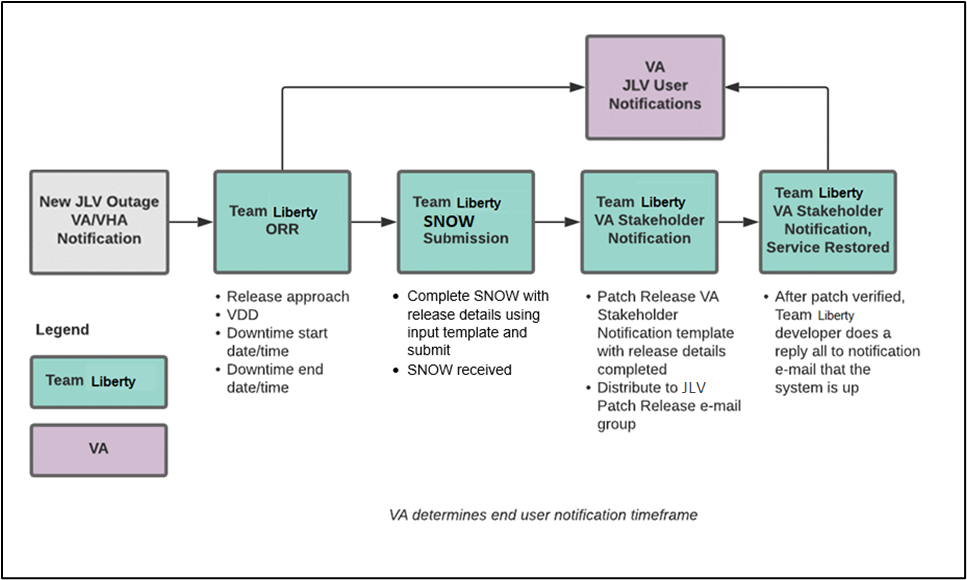 VA
JLV User
Notifications
New JLV Outage
VA/VHA
Notification
Team Liberty
ORR
Team Liberty
SNOW
Submission
Team Liberty
VA Stakeholder
Notification
Team Liberty
VA Stakeholder
Notification,
Service Restored
• Release approach
• VDD
• Downtime start
date/time
• Downtime end
date/time
• Complete SNOW with
release details using
input template and
submit
• SNOW received
• Patch Release VA
Stakeholder
Notification template
with release details
completed
• Distribute to JLV
Patch Release e-mail
group
• After patch verified,
Team Liberty
developer does a
reply all to notification
e-mail that the
system is up
Legend
Team Liberty
VA
VA determines end user notification timeframe